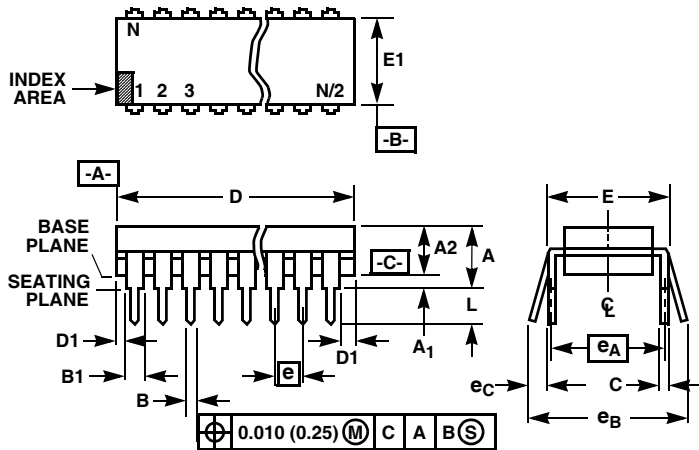 N
E1
INDEX
AREA
1 2 3 N/2
-B-
-A-
D
E
BASE
PLANE
A2
A
-C-
SEATING
PLANE
L
℄
D1
A1
D1
eA
B1
e
eC
C
B
eB
⌖ 0.010 (0.25) Ⓜ C A B Ⓢ